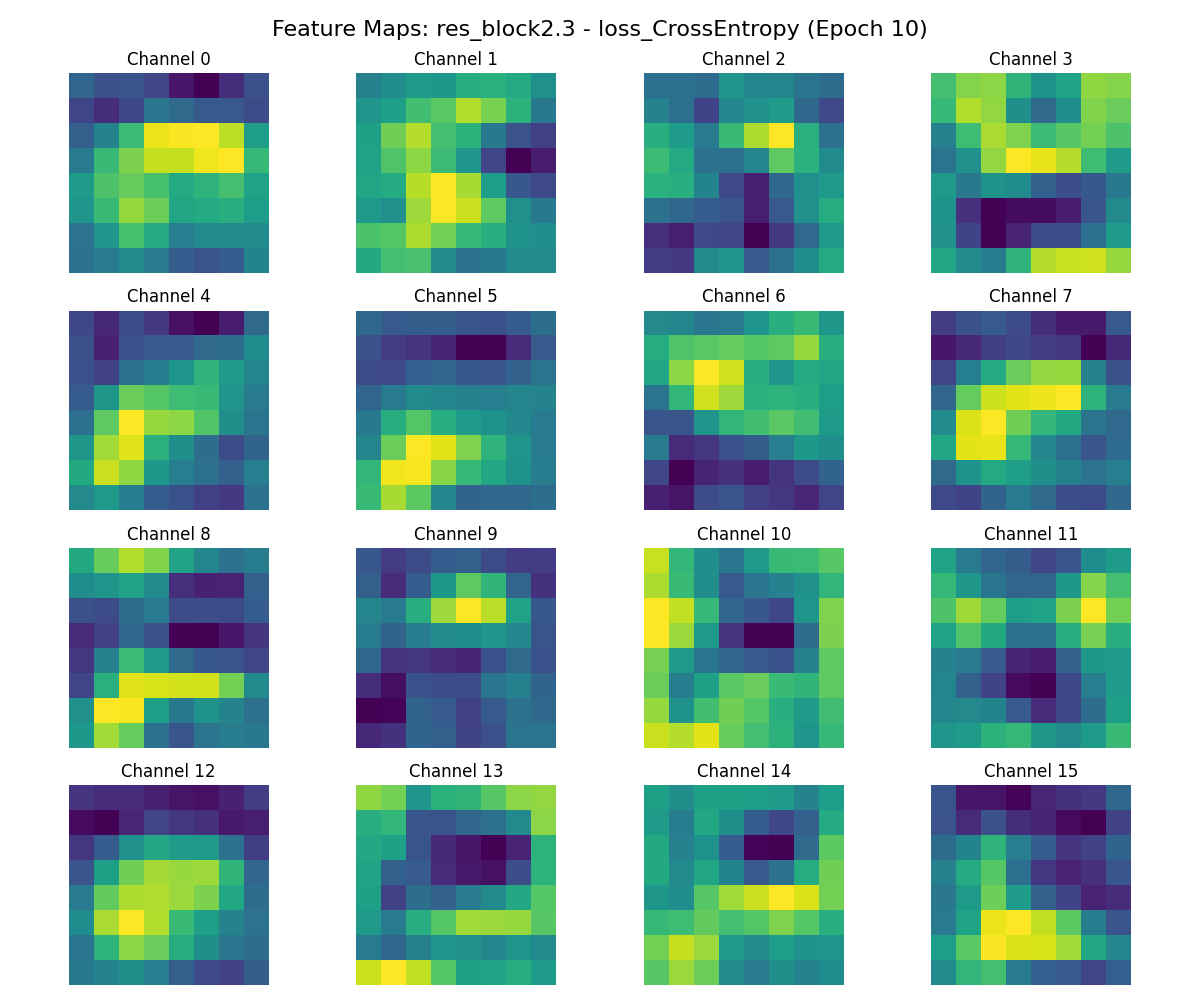 Feature Maps: res_block2.3 - loss_CrossEntropy (Epoch 10)
Channel 0
Channel 1
Channel 2
Channel 3
Channel 4
Channel 5
Channel 6
Channel 7
Channel 8
Channel 9
Channel 10
Channel 11
Channel 12
Channel 13
Channel 14
Channel 15